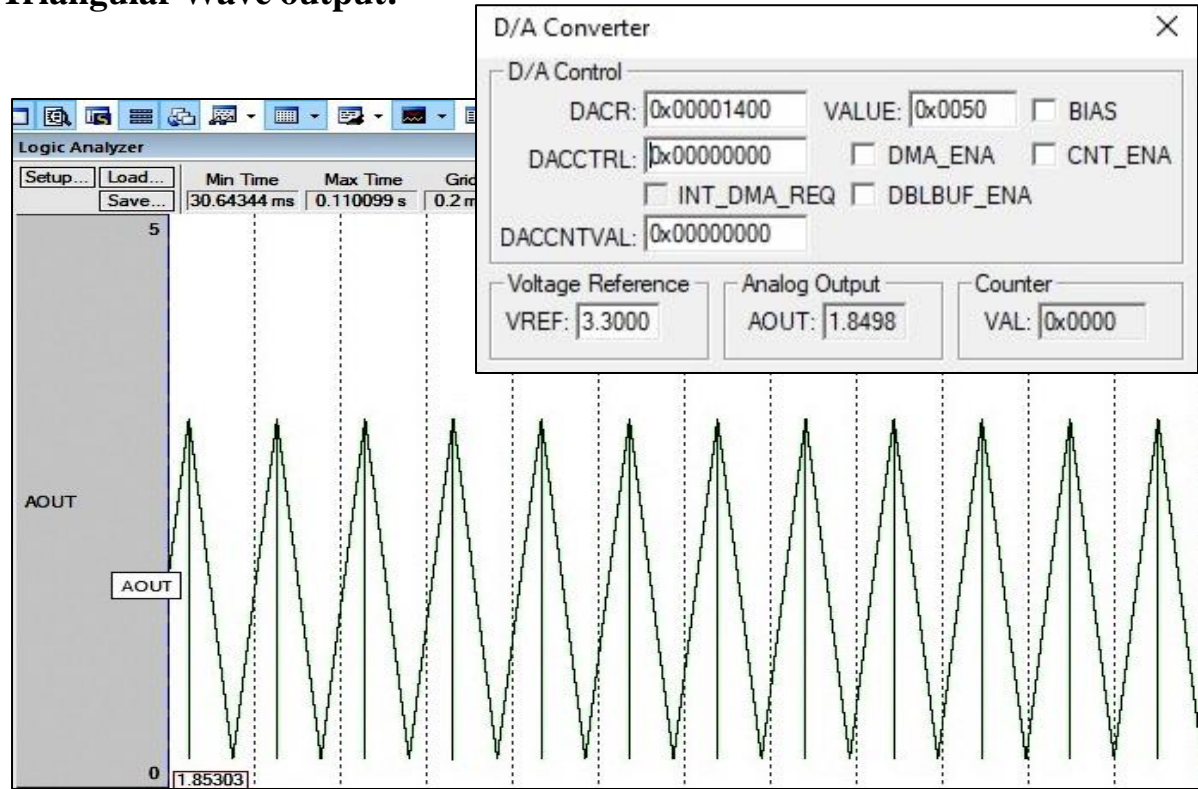 Triangular Wave output:
D/A Converter
D/A Control
DACR: 0x00001400 VALUE: 0x0050 BIAS
DACCTRL: 0x00000000 DMA_ENA CNT_ENA
INT_DMA_REQ DBLBUF_ENA
DACCNTVAL: 0x00000000
Voltage Reference Analog Output Counter
VREF: 3.3000 AOUT: 1.8498 VAL: 0x0000
Logic Analyzer
Setup... Load... Min Time Max Time
Save... 30.64344 ms 0.110099 s 0.2
5
AOUT
AOUT
0 1.85303